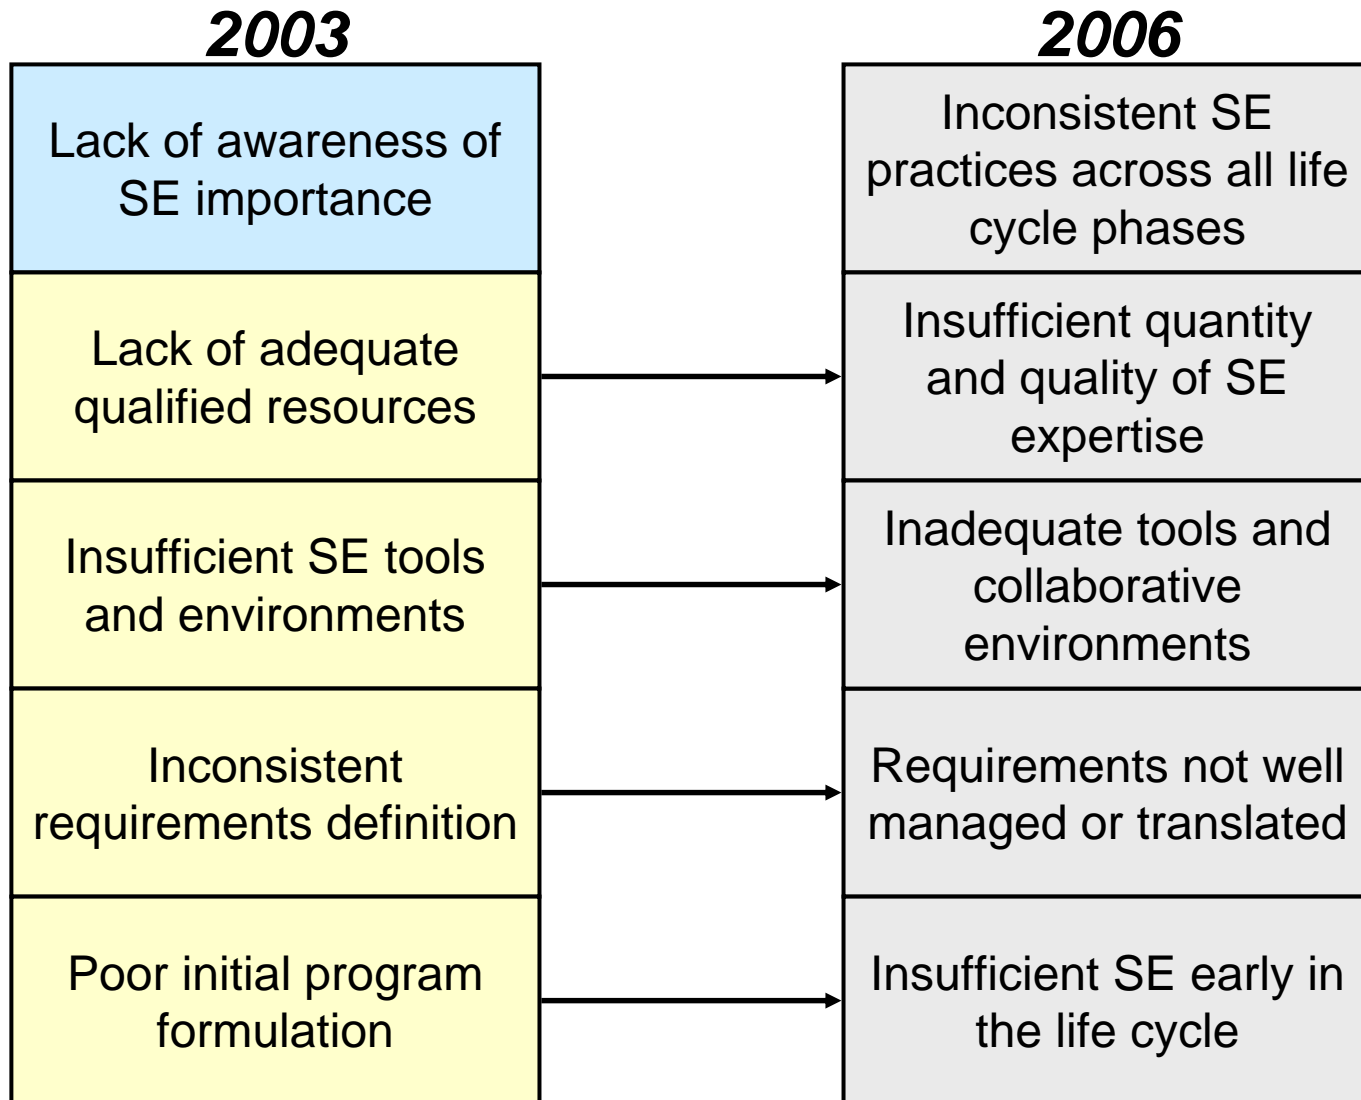 2003
Lack of awareness of
SE importance
Lack of adequate
qualified resources
Insufficient SE tools
and environments
Inconsistent
requirements definition
Poor initial program
formulation
2006
Inconsistent SE
practices across all life
cycle phases
Insufficient quantity
and quality of SE
expertise
Inadequate tools and
collaborative
environments
Requirements not well
managed or translated
Insufficient SE early in
the life cycle